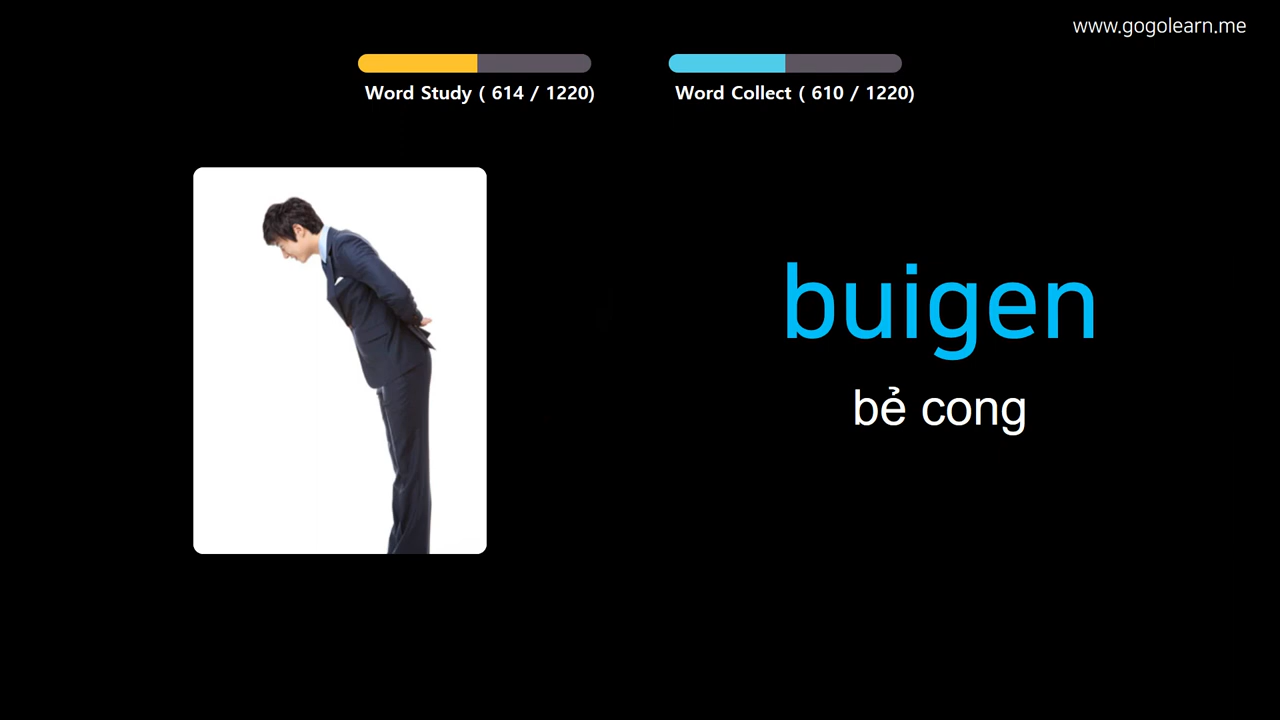 www.gogolearn.me
Word Study ( 614 / 1220)
Word Collect ( 610 / 1220)
buigen
bẻ cong